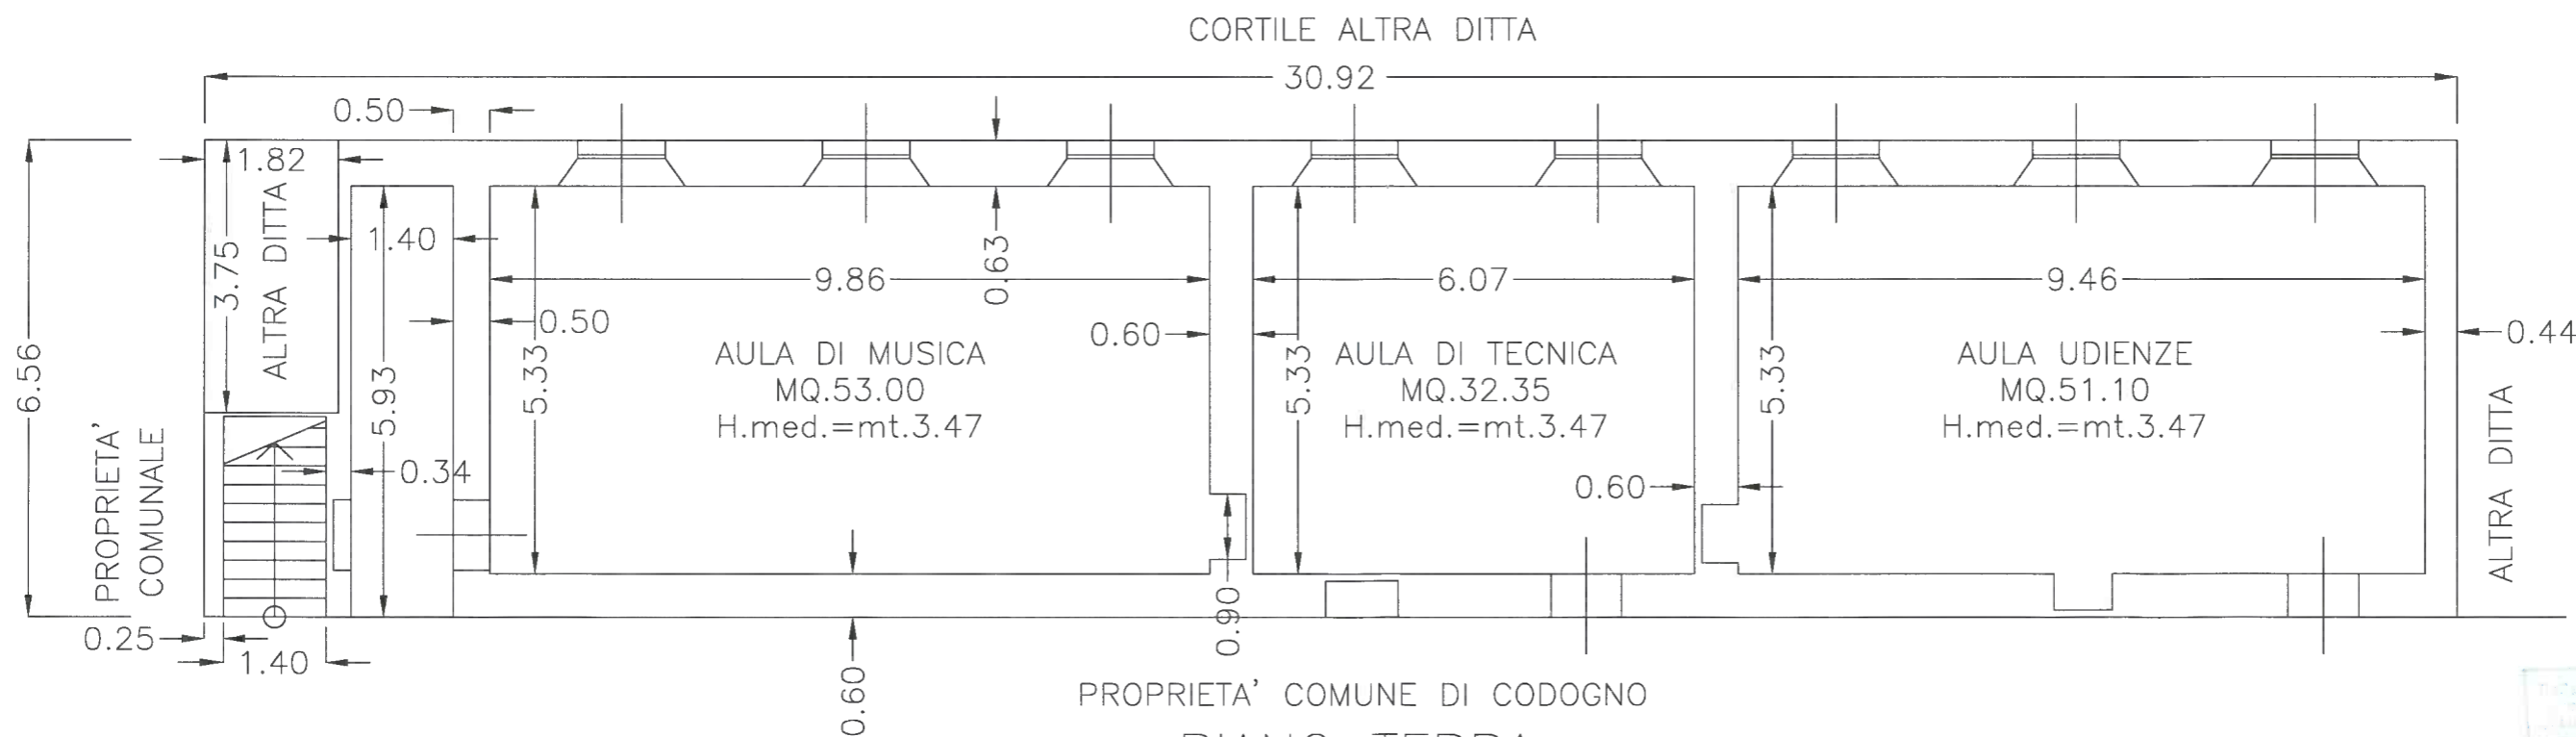 CORTILE ALTRA DITTA
30.92
0.50
1.82
1.40
3.75
ALTRA DITTA
0.63
9.86
6.07
9.46
0.50
0.60
0.44
6.56
5.93
5.33
AULA DI MUSICA
MQ.53.00
H.med.=mt.3.47
5.33
AULA DI TECNICA
MQ.32.35
H.med.=mt.3.47
5.33
AULA UDIENZE
MQ.51.10
H.med.=mt.3.47
ALTRA DITTA
PROPRIETA'
COMUNALE
0.34
0.60
0.90
0.25
1.40
0.60
PROPRIETA' COMUNE DI CODOGNO
PIANO TERRA